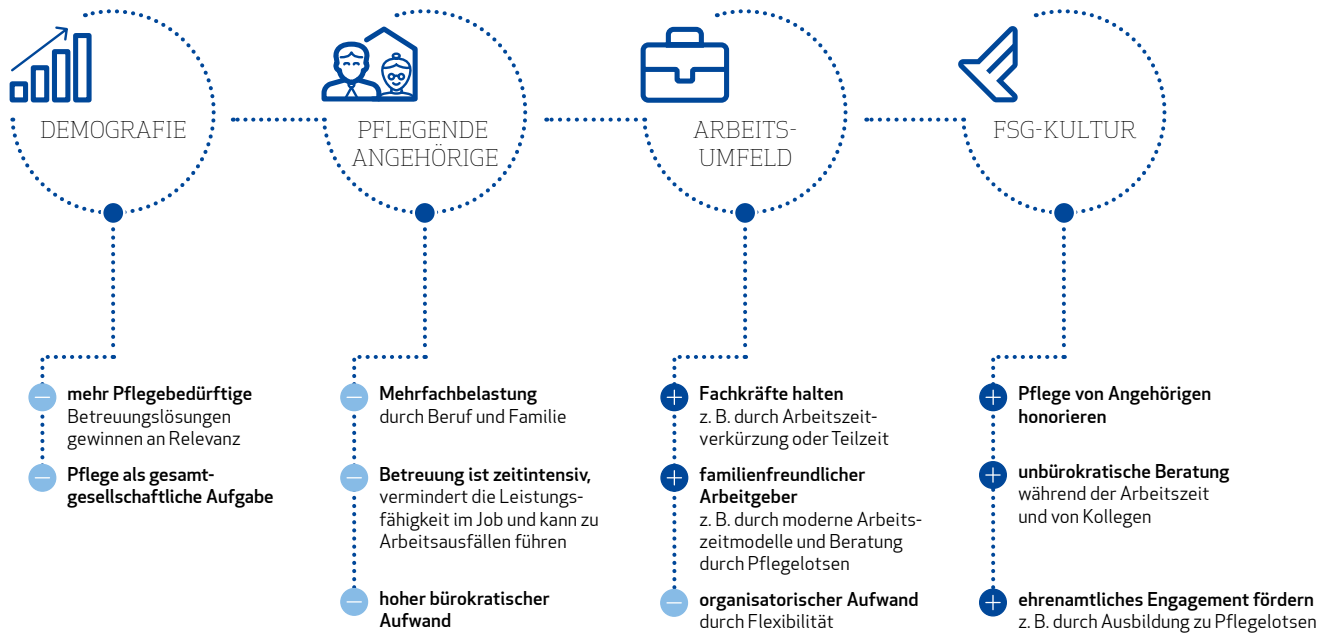 DEMOGRAFIE
mehr Pflegebedürftige
Betreuungslösungen
gewinnen an Relevanz
Pflege als gesamt-
gesellschaftliche Aufgabe
PFLEGENDE
ANGEHÖRIGE
Mehrfachbelastung
durch Beruf und Familie
Betreuung ist zeitintensiv,
vermindert die Leistungs-
fähigkeit im Job und kann zu
Arbeitsausfällen führen
hoher bürokratischer
Aufwand
ARBEITS-
UMFELD
Fachkräfte halten
z. B. durch Arbeitszeit-
verkürzung oder Teilzeit
familienfreundlicher
Arbeitgeber
z. B. durch moderne Arbeits-
zeitmodelle und Beratung
durch Pflegelotsen
organisatorischer Aufwand
durch Flexibilität
FSG-KULTUR
Pflege von Angehörigen
honorieren
unbürokratische Beratung
während der Arbeitszeit
und von Kollegen
ehrenamtliches Engagement fördern
z. B. durch Ausbildung zu Pflegelotsen